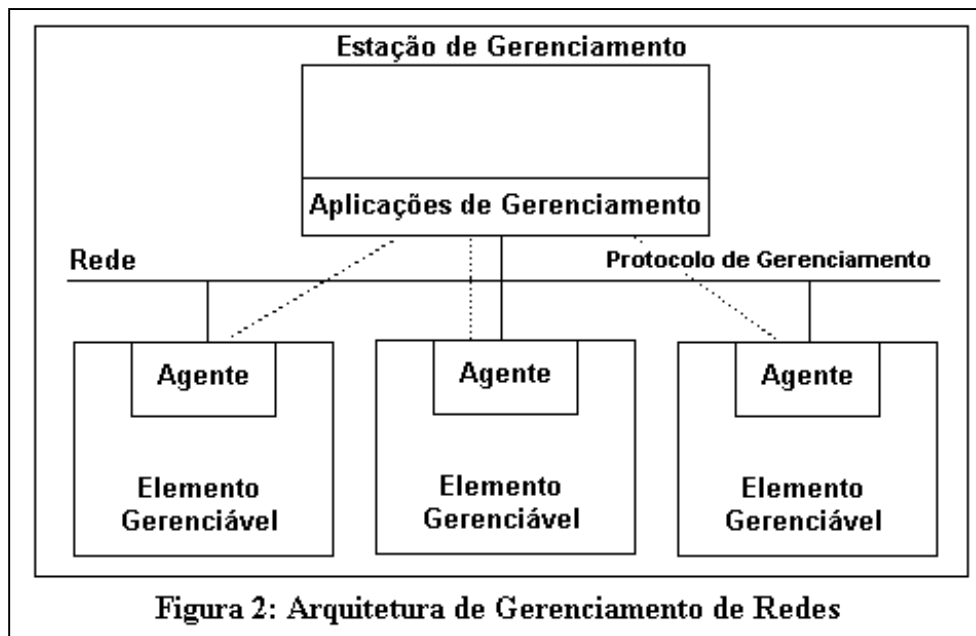 Estação de Gerenciamento
Aplicações de Gerenciamento
Rede
Protocolo de Gerenciamento
Agente
Agente
Agente
Elemento
Gerenciável
Elemento
Gerenciável
Elemento
Gerenciável
Figura 2: Arquitetura de Gerenciamento de Redes